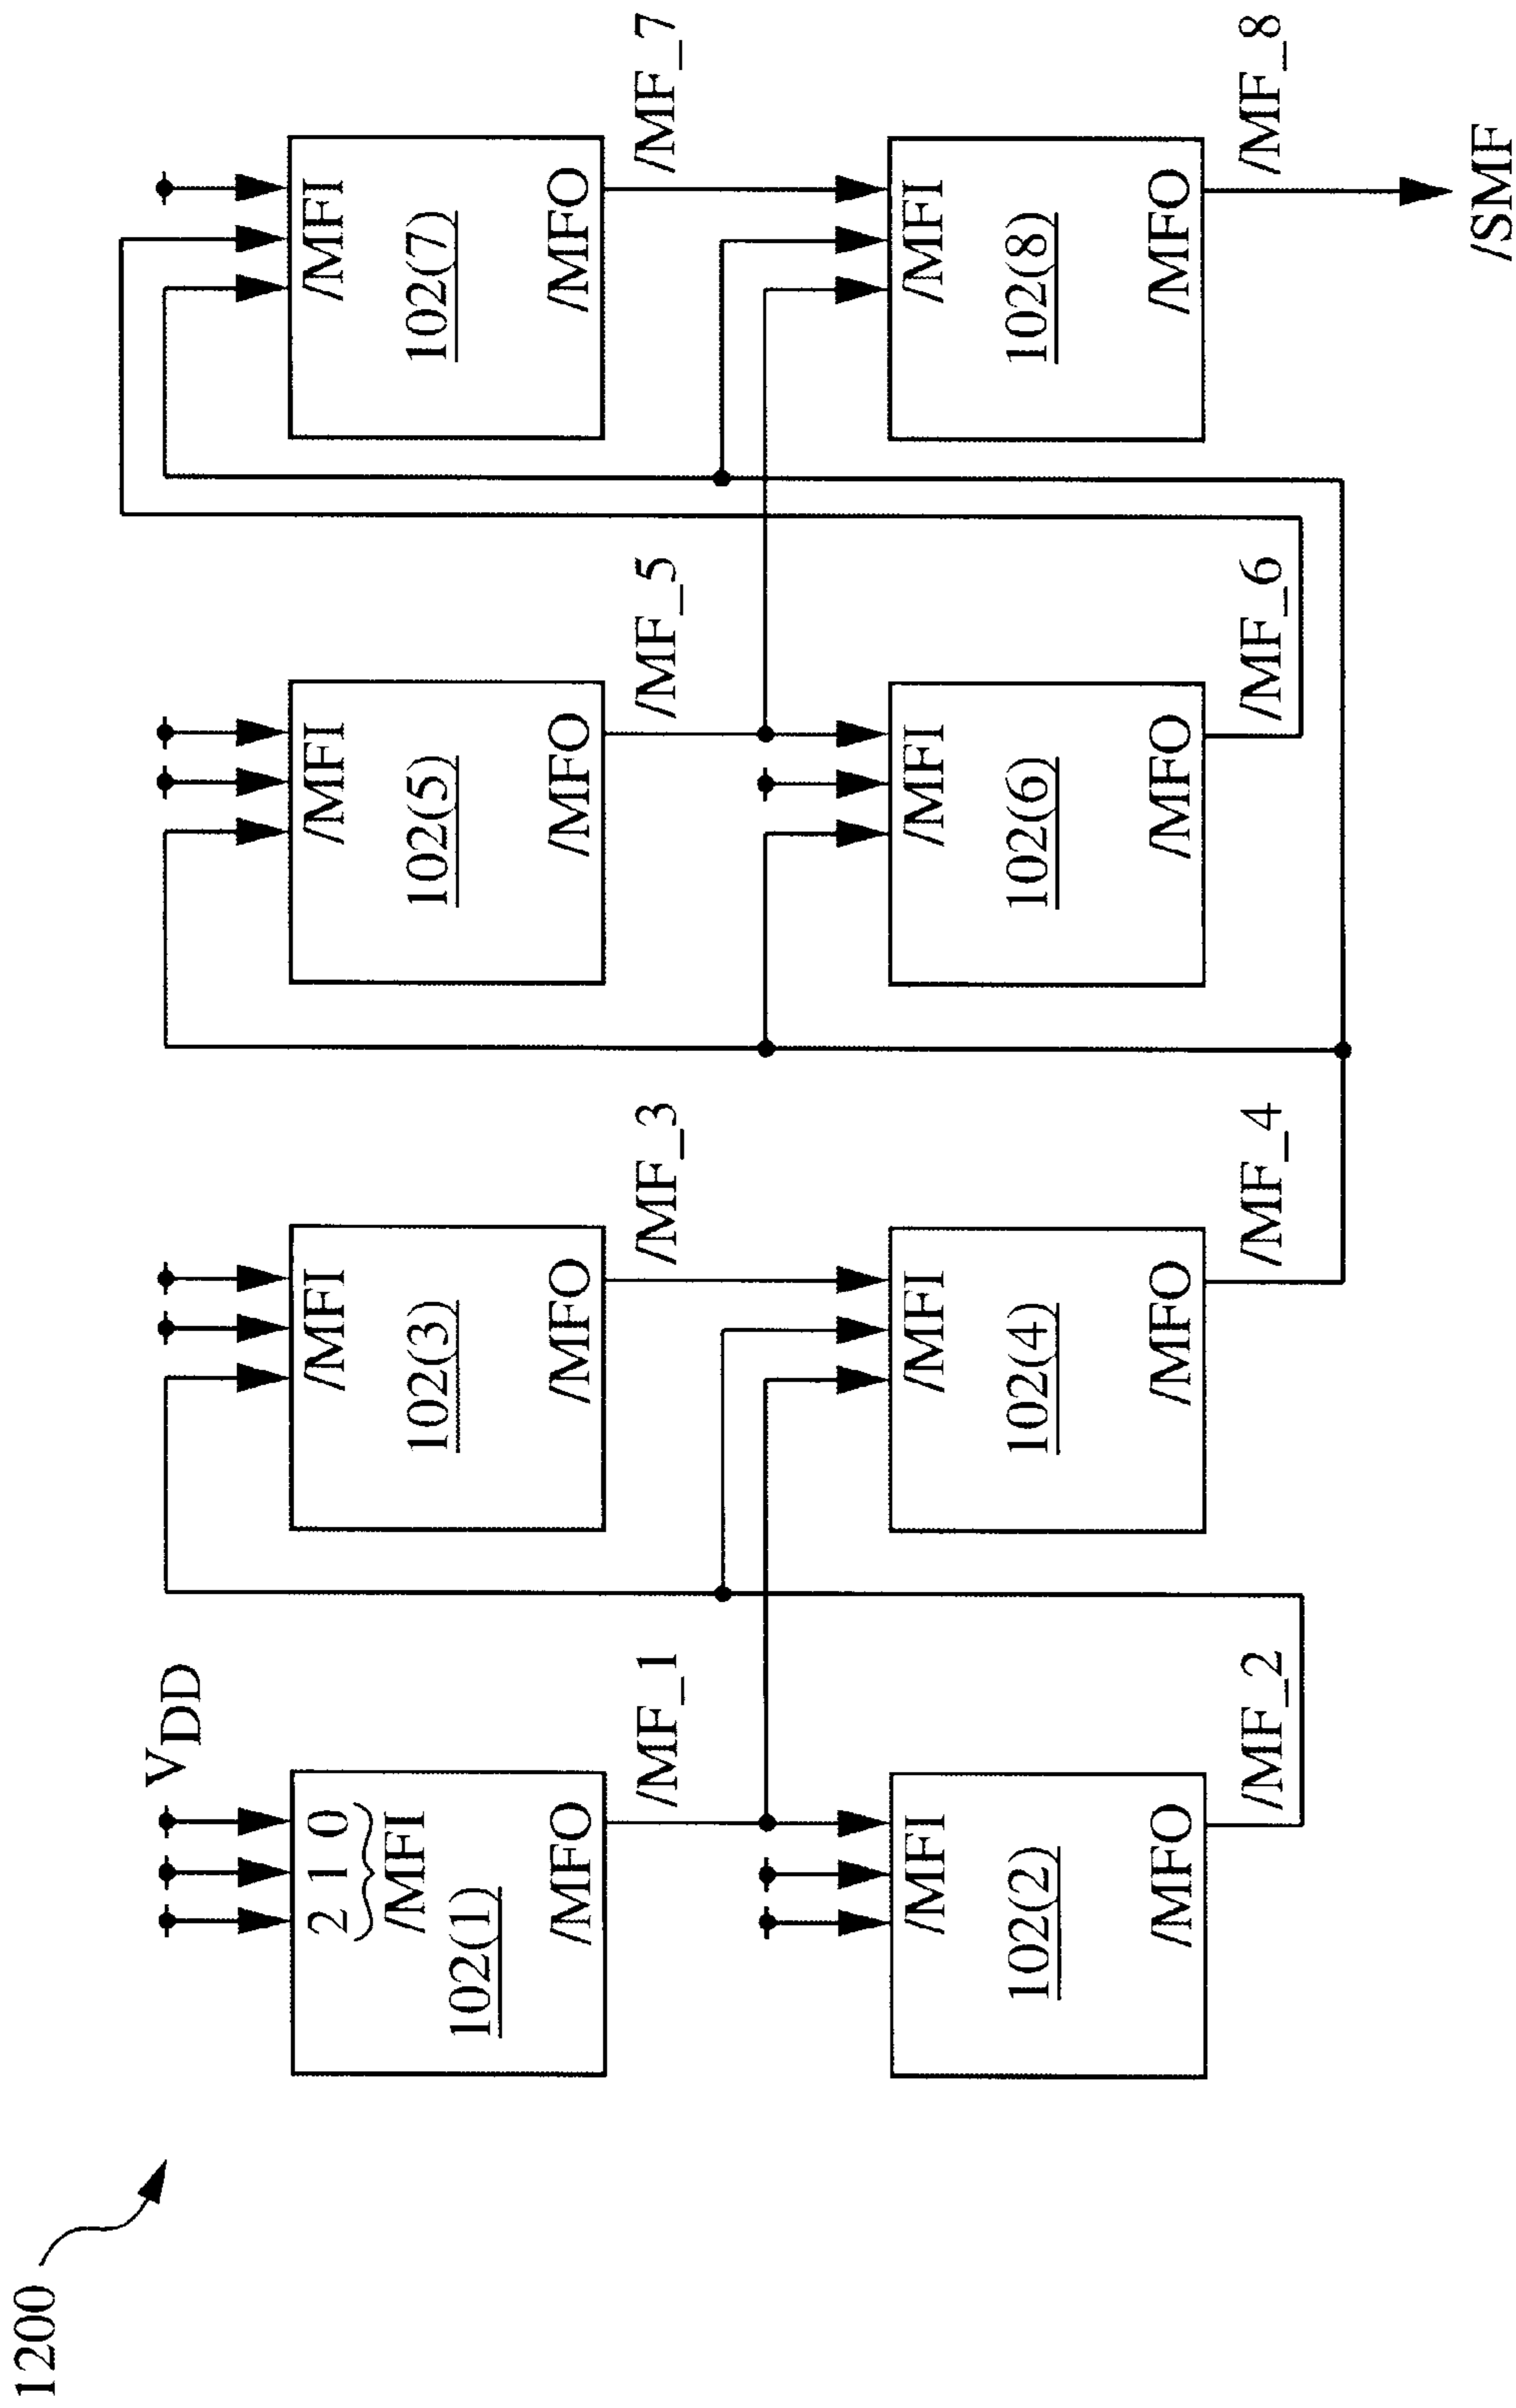 1200
V DD
2 1 0
/MFI
102(1)
/MFO
/MF_1
/MFI
102(2)
/MFO
/MF_2
/MFI
102(3)
/MFO
/MF_3
/MFI
102(4)
/MFO
/MF_4
/MFI
102(5)
/MFO
/MF_5
/MFI
102(6)
/MFO
/MF_6
/MFI
102(7)
/MFO
/MF_7
/MFI
102(8)
/MFO
/MF_8
/SMF